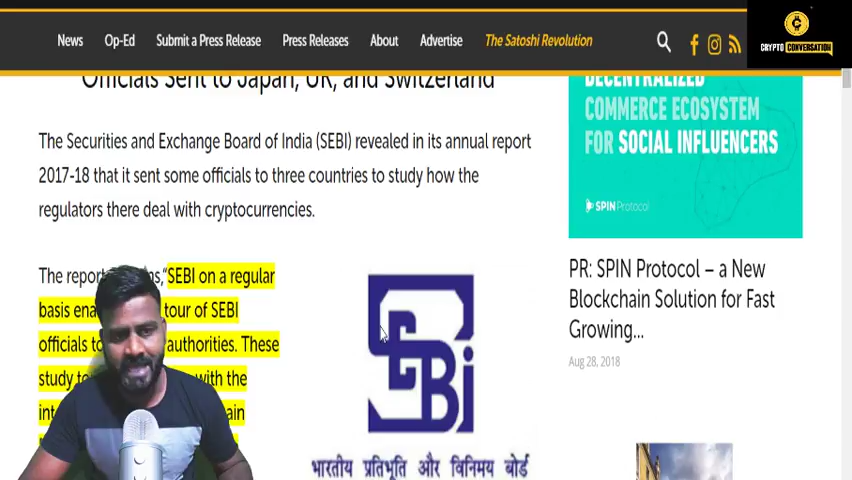 News Op-Ed Submit a Press Release Press Releases About Advertise The Satoshi Revolution
CRYPTO CONVERSATION
Officials Sent to Japan, UK, and Switzerland
The Securities and Exchange Board of India (SEBI) revealed in its annual report
2017-18 that it sent some officials to three countries to study how the
regulators there deal with cryptocurrencies.
The report “SEBI on a regular
basis tour of SEBI
officials authorities. These
study with the
SEBI
भारतीय प्रतिभूति और विनिमय बोर्ड
DECENTRALIZED
COMMERCE ECOSYSTEM
FOR SOCIAL INFLUENCERS
SPIN Protocol
PR: SPIN Protocol – a New
Blockchain Solution for Fast
Growing...
Aug 28, 2018